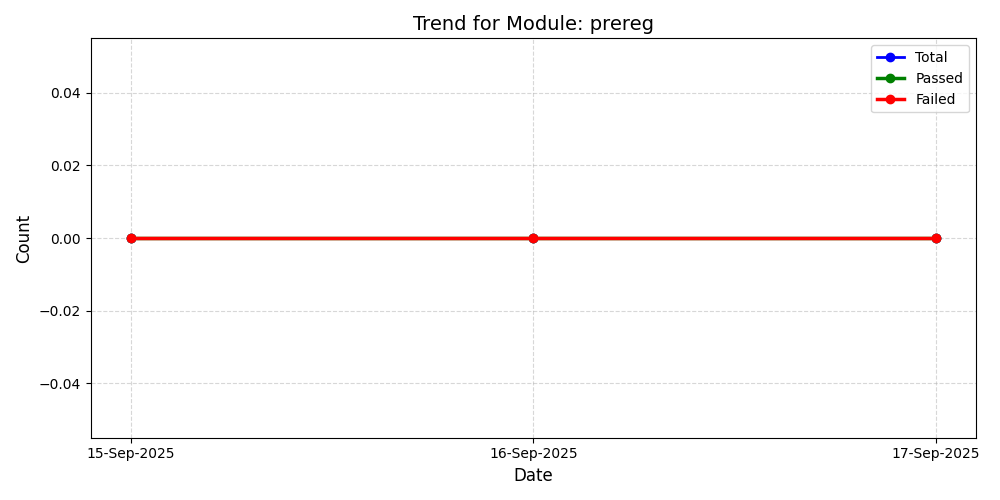 Trend for Module: prereg
Total
Passed
Failed
0.04
0.02
0.00
−0.02
−0.04
Count
15-Sep-2025
16-Sep-2025
17-Sep-2025
Date